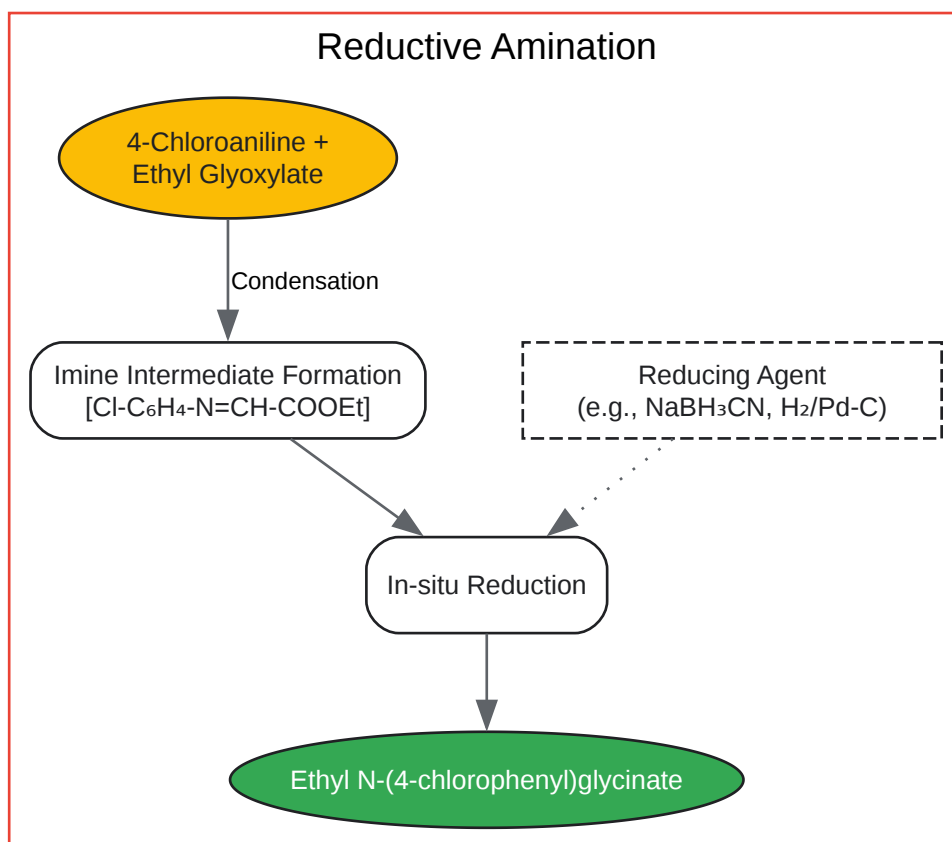 Reductive Amination
4-Chloroaniline +
Ethyl Glyoxylate
Condensation
Imine Intermediate Formation
[Cl-C₆H₄-N=CH-COOEt]
Reducing Agent
(e.g., NaBH₃CN, H₂/Pd-C)
In-situ Reduction
Ethyl N-(4-chlorophenyl)glycinate